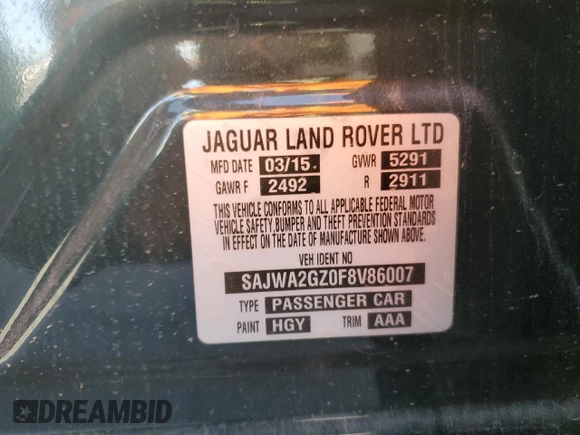 JAGUAR LAND ROVER LTD
MFD DATE 03/15. GVWR 5291
GAWR F 2492 R 2911
THIS VEHICLE CONFORMS TO ALL APPLICABLE FEDERAL MOTOR
VEHICLE SAFETY,BUMPER AND THEFT PREVENTION STANDARDS
IN EFFECT ON THE DATE OF MANUFACTURE SHOWN ABOVE.
VEH IDENT NO
SAJWA2GZ0F8V86007
TYPE PASSENGER CAR
PAINT HGY TRIM AAA
DREAMBID